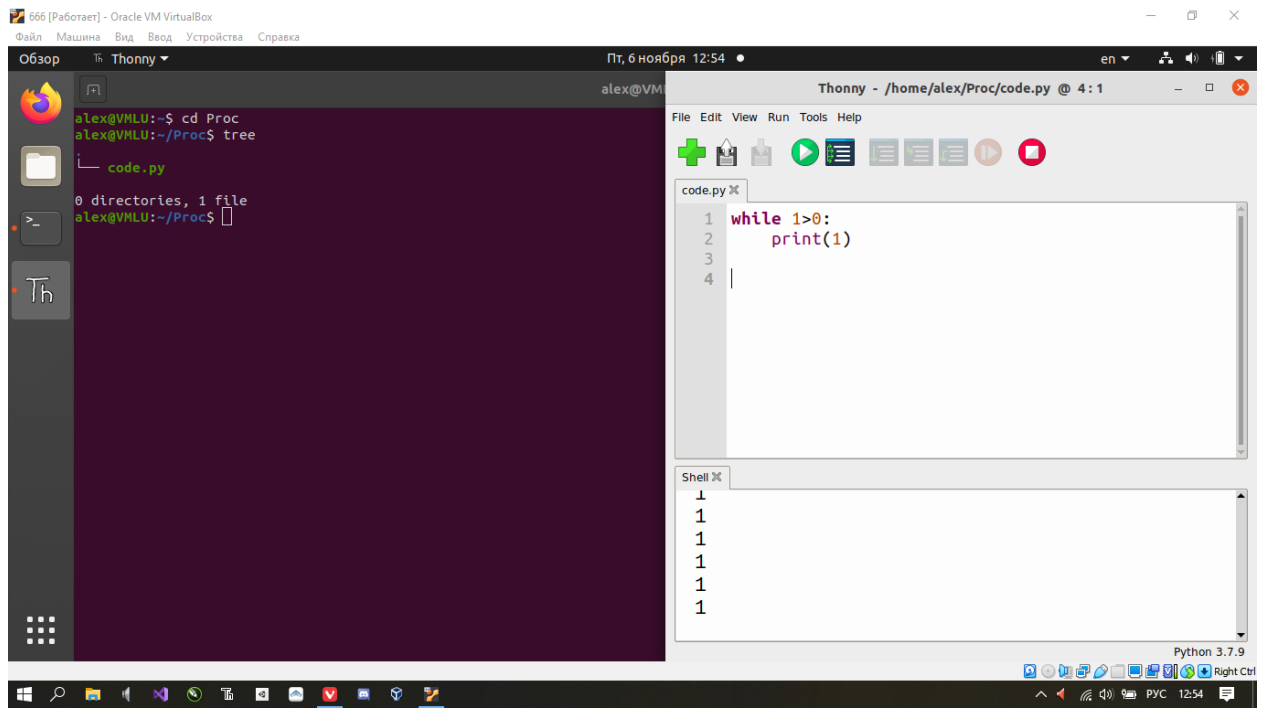 666 [Работает] - Oracle VM VirtualBox
Файл Машина Вид Ввод Устройства Справка
Обзор Th Thonny Пт, 6 ноября 12:54 en
alex@VM
Thonny - /home/alex/Proc/code.py @ 4:1
alex@VMLU:~$ cd Proc
alex@VMLU:~/Proc$ tree
.
└── code.py
0 directories, 1 file
alex@VMLU:~/Proc$
>_
Th
File Edit View Run Tools Help
code.py
1 while 1>0:
2 print(1)
3
4
Shell
1
1
1
1
1
1
Python 3.7.9
Right Ctrl
РУС 12:54